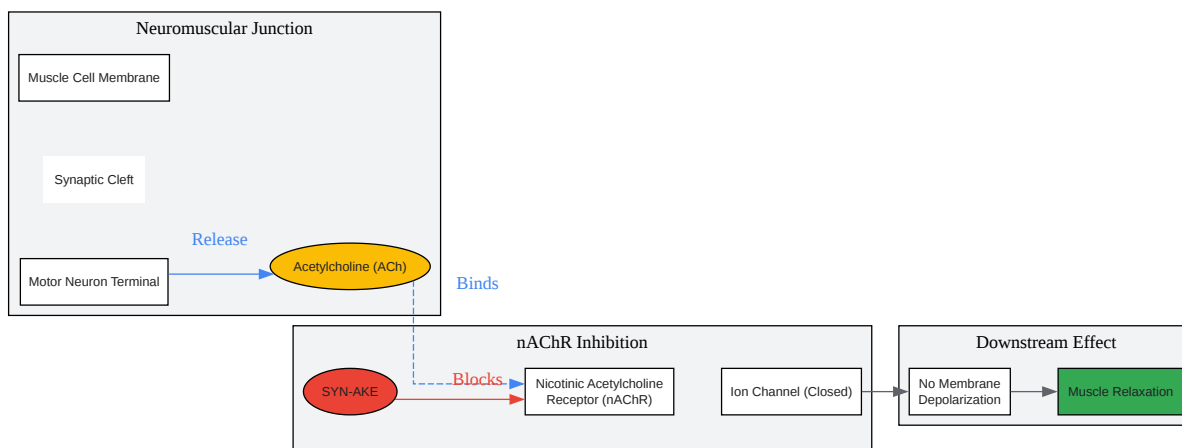 Neuromuscular Junction
Muscle Cell Membrane
Synaptic Cleft
Release
Motor Neuron Terminal
Acetylcholine (ACh)
Binds
nAChR Inhibition
Downstream Effect
Blocks
SYN-AKE
Nicotinic Acetylcholine
Receptor (nAChR)
Ion Channel (Closed)
No Membrane
Depolarization
Muscle Relaxation